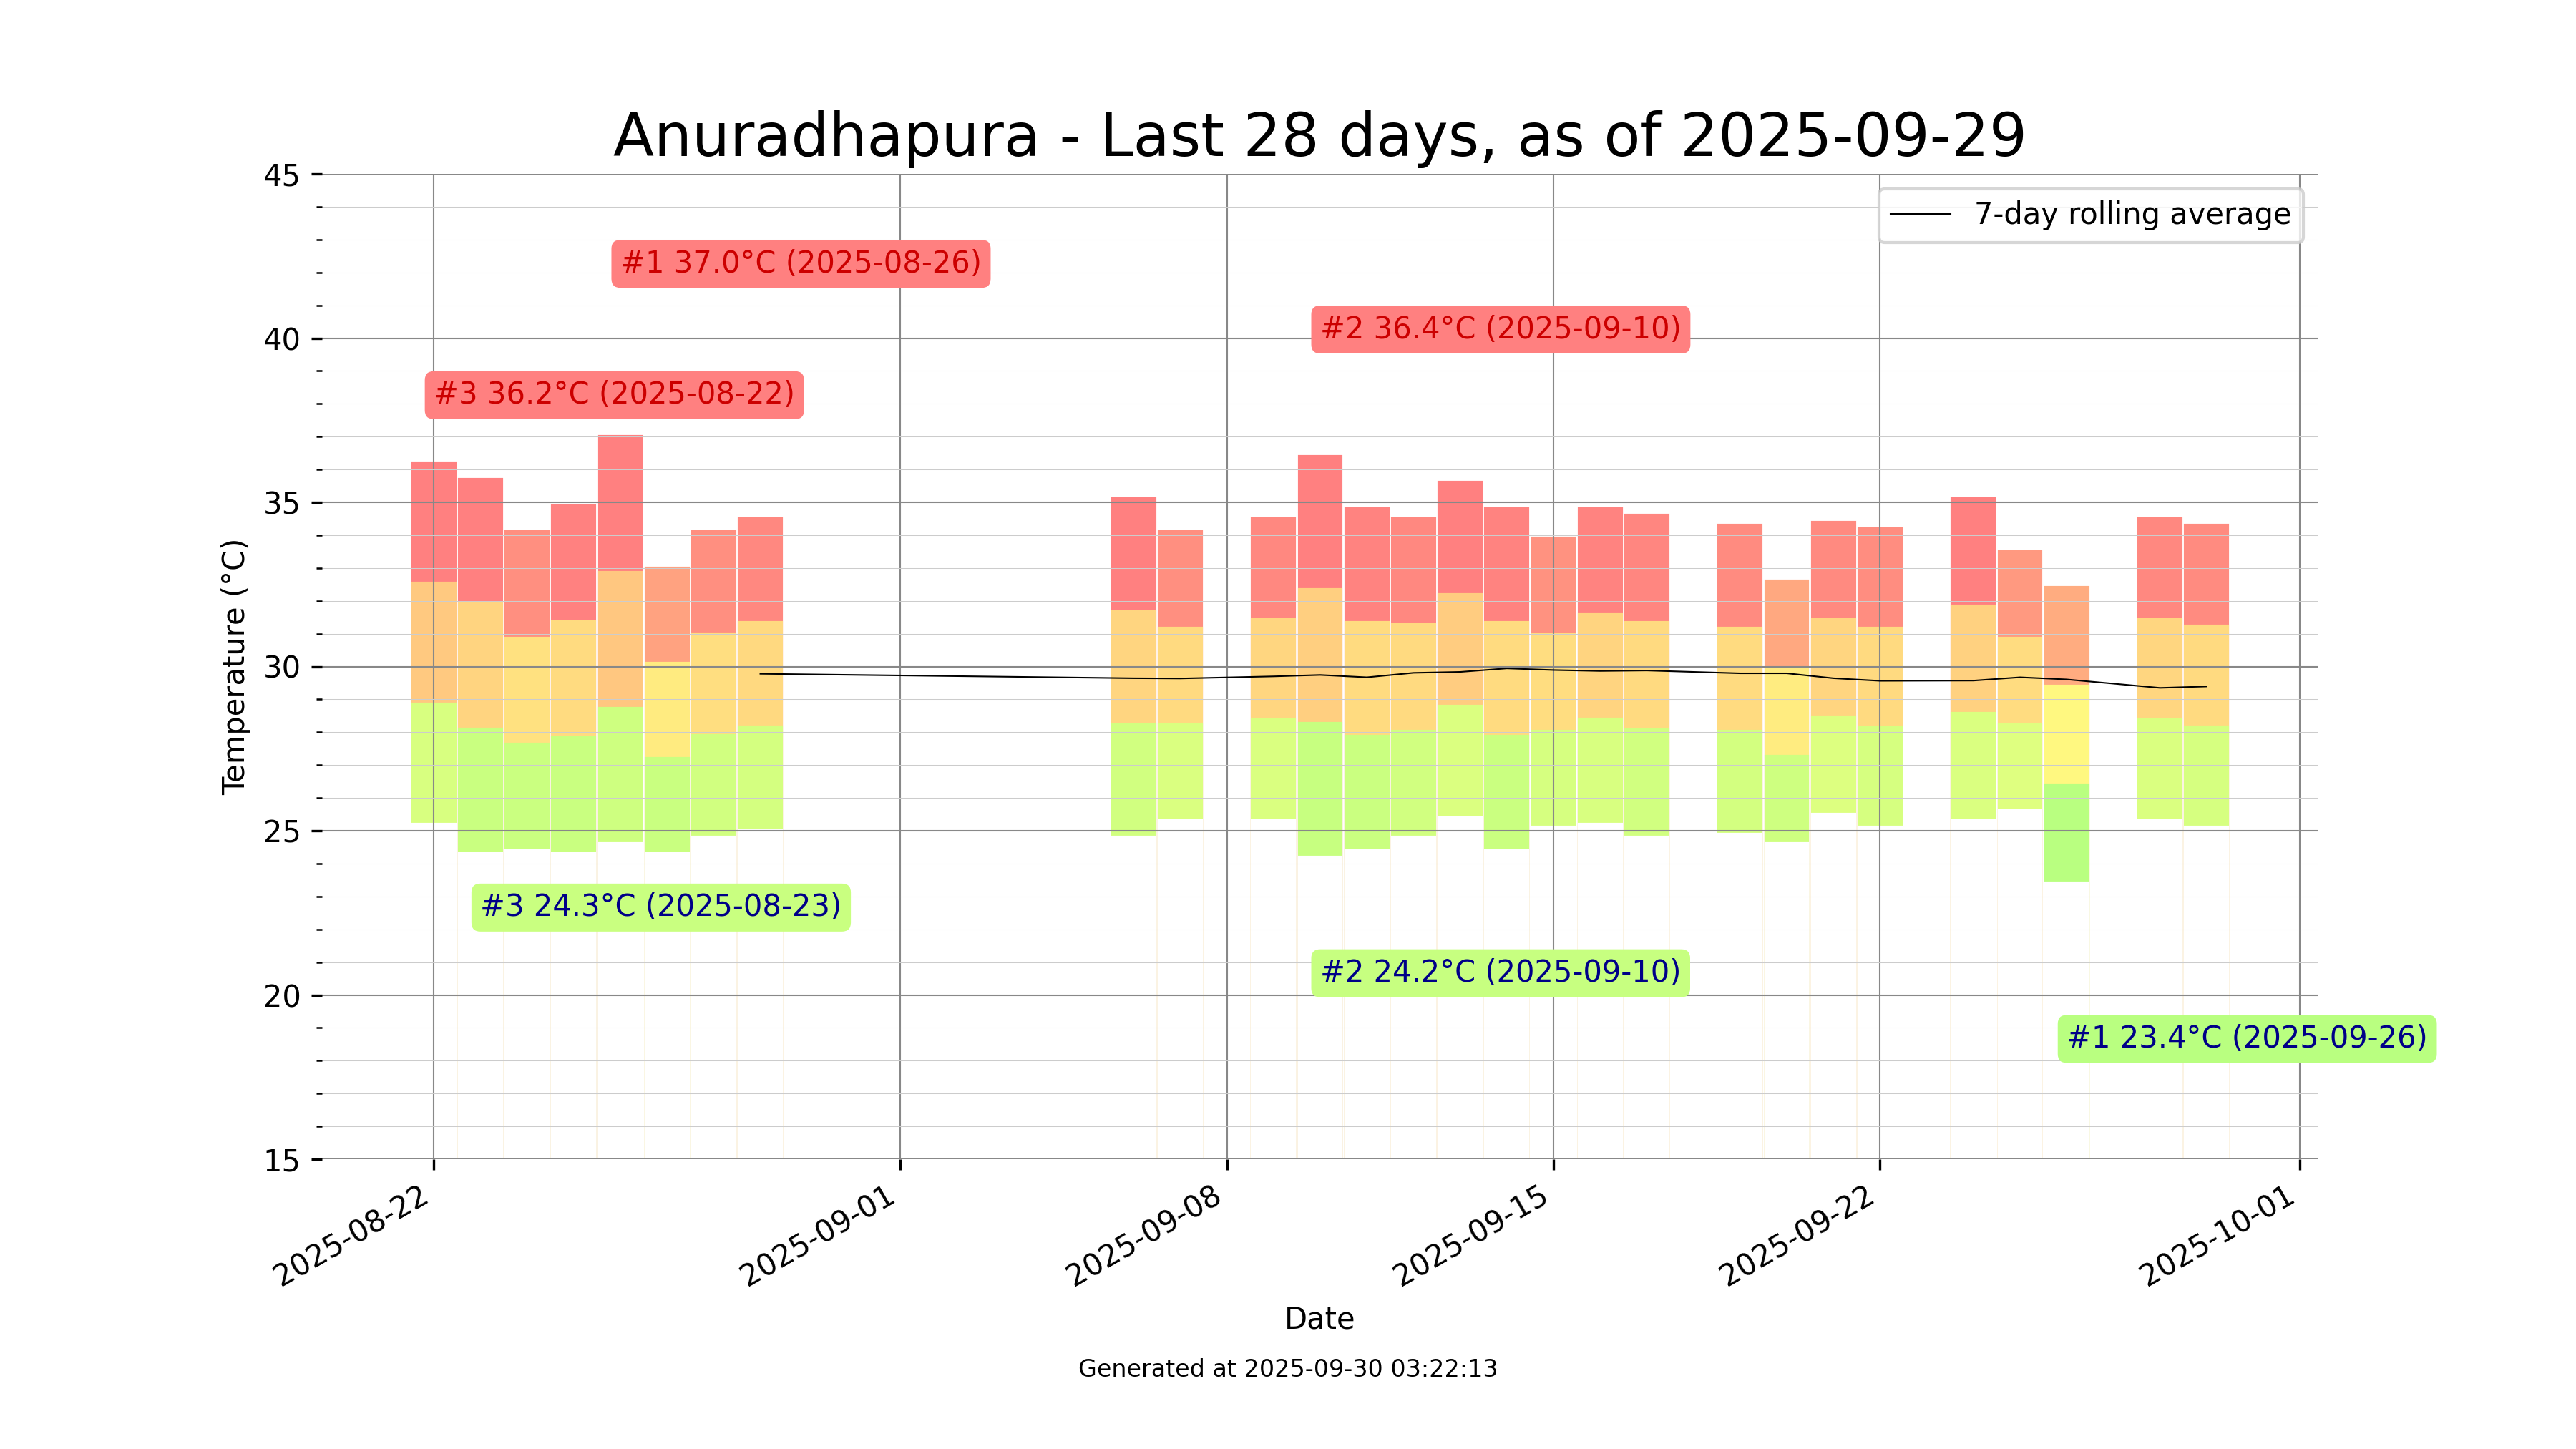 Anuradhapura - Last 28 days, as of 2025-09-29
45
7-day rolling average
#1 37.0°C (2025-08-26)
#2 36.4°C (2025-09-10)
40
#3 36.2°C (2025-08-22)
35
Temperature (°C)
30
25
#3 24.3°C (2025-08-23)
#2 24.2°C (2025-09-10)
20
#1 23.4°C (2025-09-26)
15
2025-08-22
2025-09-01
2025-09-08
2025-09-15
2025-09-22
2025-10-01
Date
Generated at 2025-09-30 03:22:13